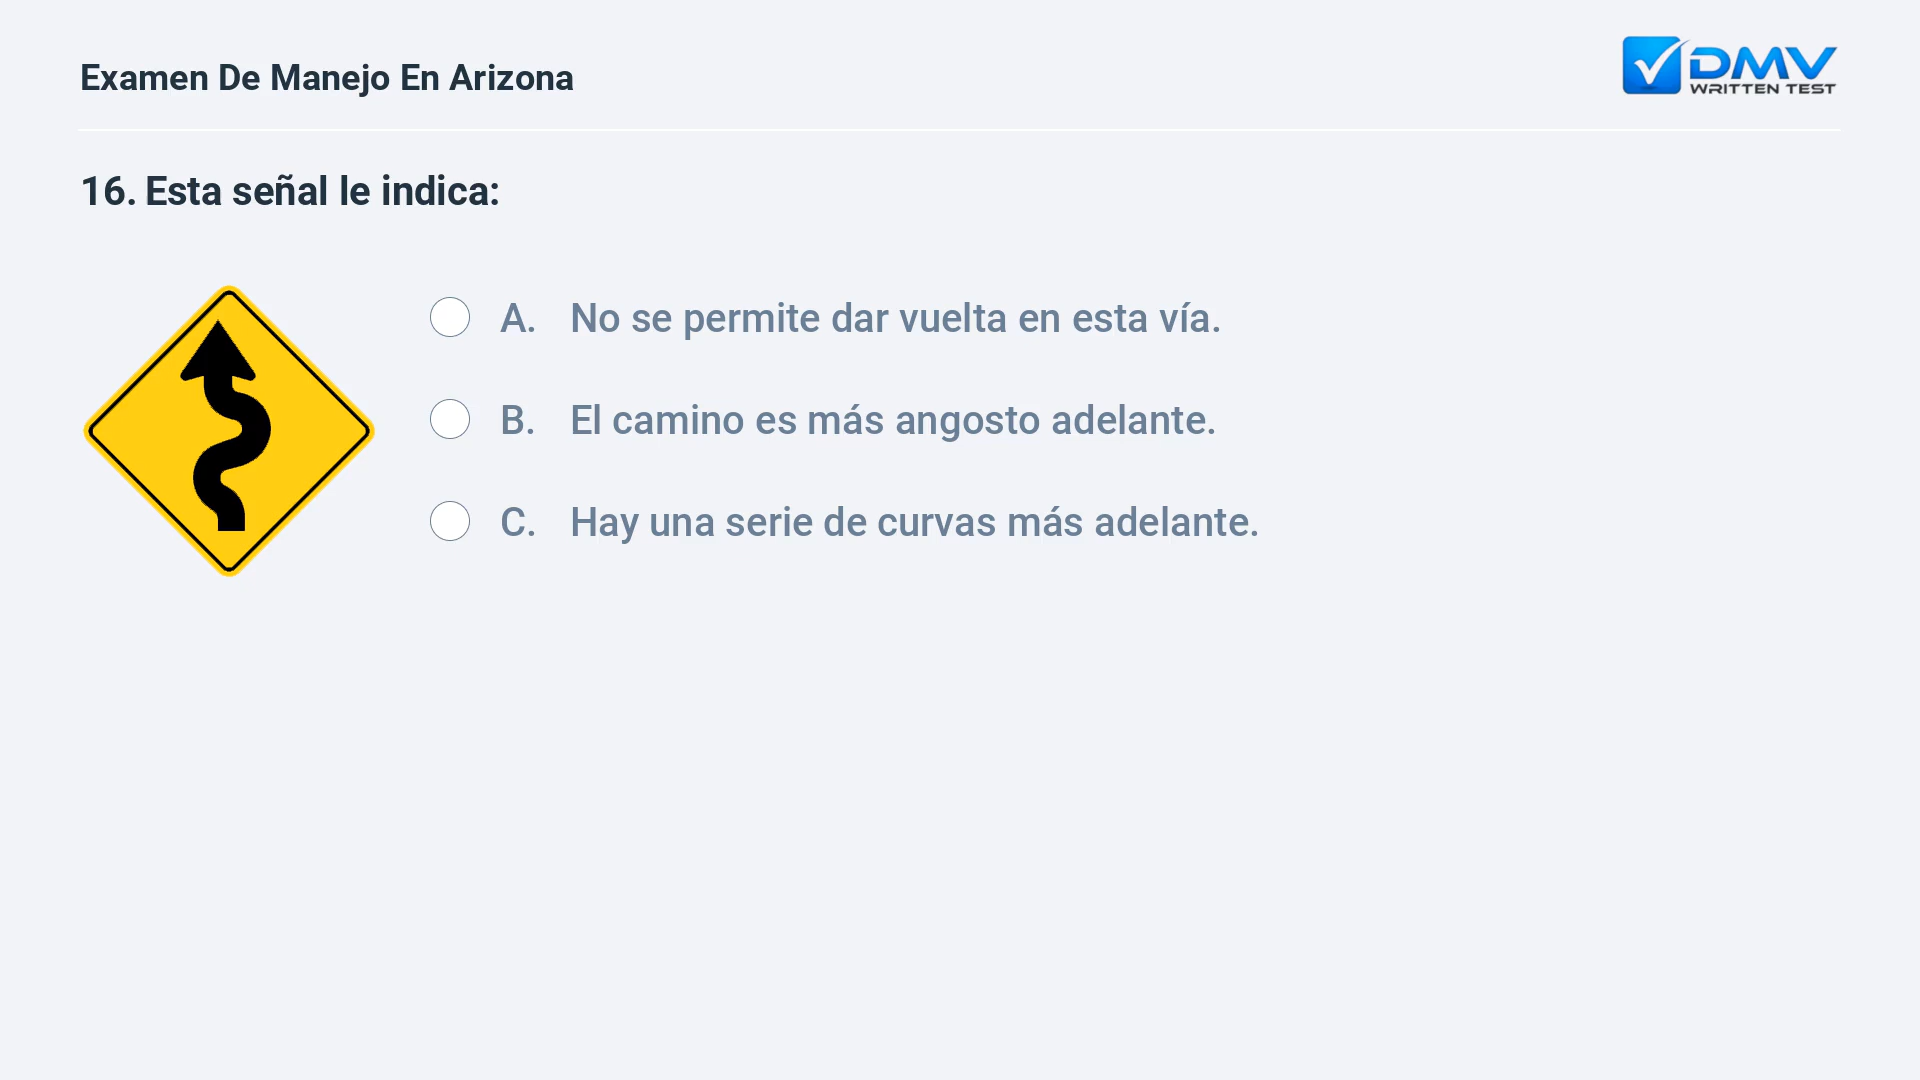 Examen De Manejo En Arizona
DMV
WRITTEN TEST
16. Esta señal le indica:
A. No se permite dar vuelta en esta vía.
B. El camino es más angosto adelante.
C. Hay una serie de curvas más adelante.